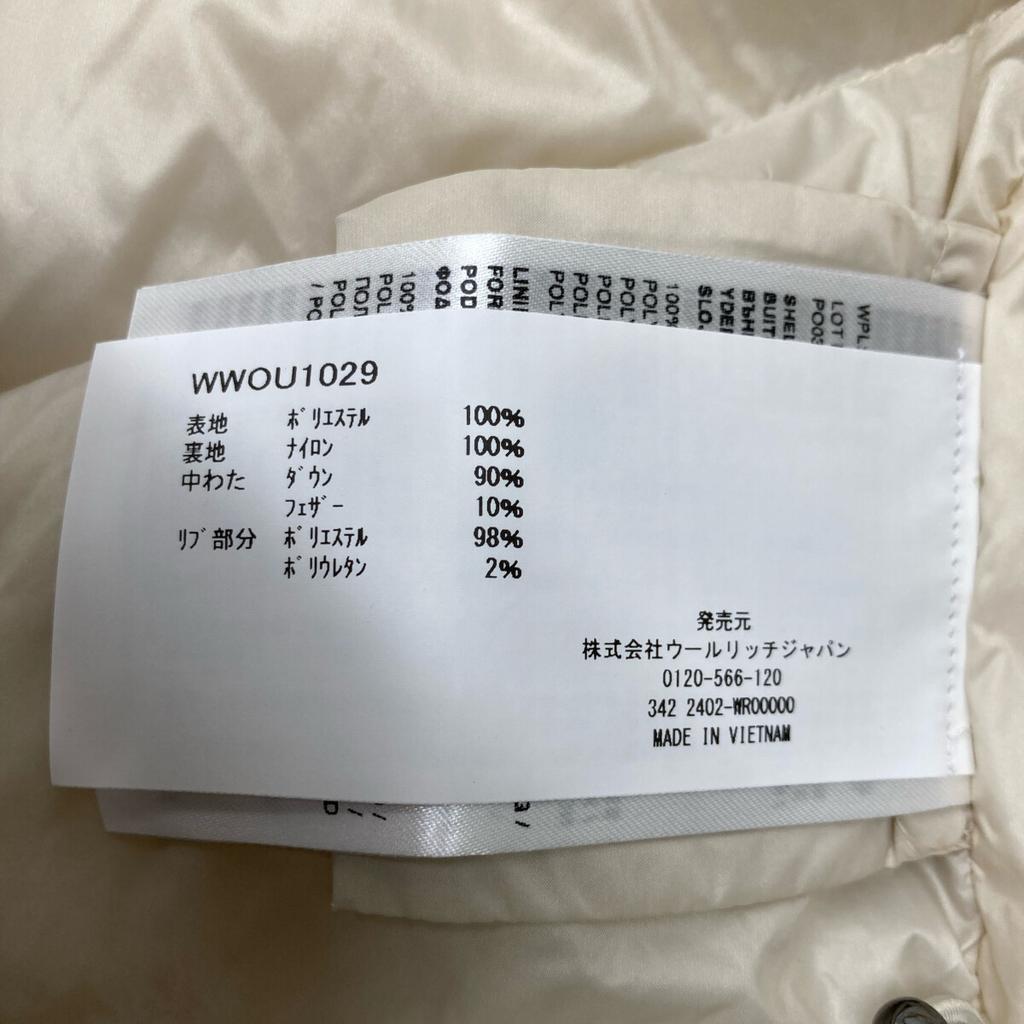 WWOU1029
表地 ポリエステル 100%
裏地 ナイロン 100%
中わた ダウン 90%
フェザー 10%
リブ部分 ポリエステル 98%
ポリウレタン 2%
発売元
株式会社ウールリッチジャパン
0120-566-120
342 2402-WR00000
MADE IN VIETNAM